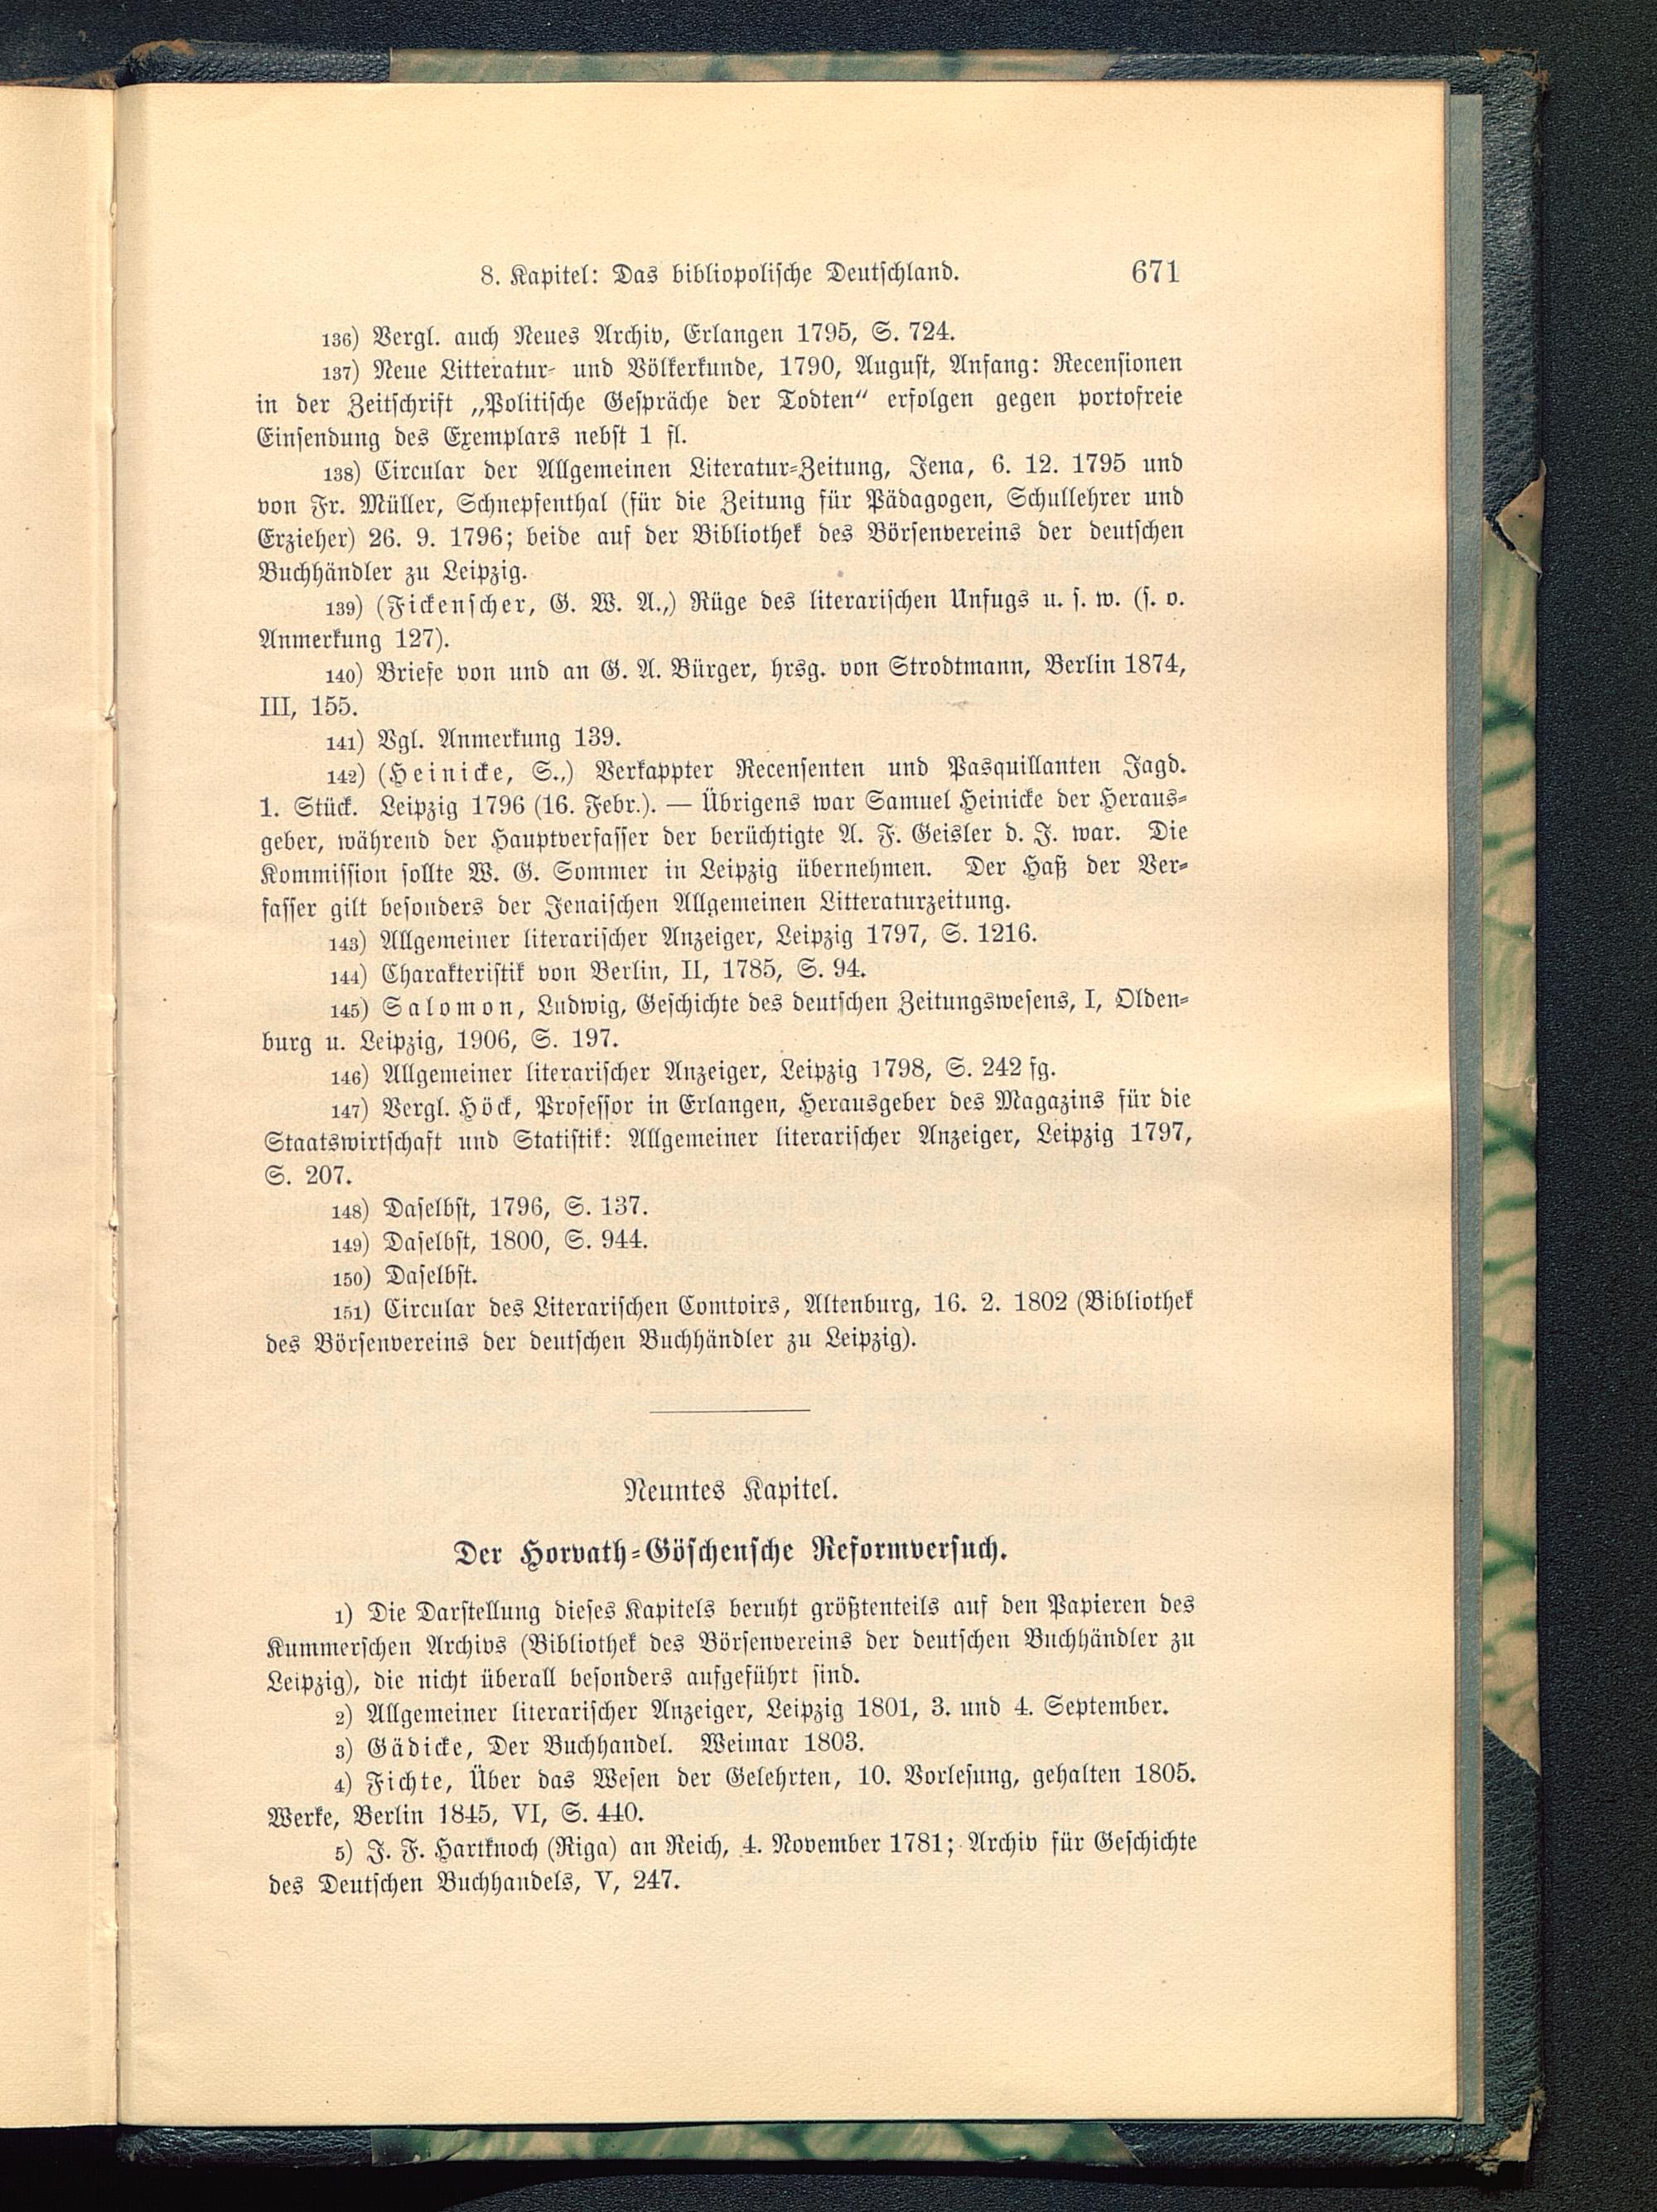 8. Kapitel: Das bibliopolische Deutschland. 671
136) Vergl. auch Neues Archiv, Erlangen 1795, S. 724.
137) Neue Litteratur- und Völkerkunde, 1790, August, Anfang: Recensionen
in der Zeitschrift „Politische Gespräche der Todten“ erfolgen gegen portofreie
Einsendung des Exemplars nebst 1 fl.
138) Circular der Allgemeinen Literatur-Zeitung, Jena, 6. 12. 1795 und
von Fr. Müller, Schnepfenthal (für die Zeitung für Pädagogen, Schullehrer und
Erzieher) 26. 9. 1796; beide auf der Bibliothek des Börsenvereins der deutschen
Buchhändler zu Leipzig.
139) (Fickenscher, G. W. A.,) Rüge des literarischen Unfugs u. s. w. (s. o.
Anmerkung 127).
140) Briefe von und an G. A. Bürger, hrsg. von Strodtmann, Berlin 1874,
III, 155.
141) Vgl. Anmerkung 139.
142) (Heinicke, S.,) Verkappter Recensenten und Pasquillanten Jagd.
1. Stück. Leipzig 1796 (16. Febr.). — Übrigens war Samuel Heinicke der Heraus-
geber, während der Hauptverfasser der berüchtigte A. F. Geisler d. J. war. Die
Kommission sollte W. G. Sommer in Leipzig übernehmen. Der Haß der Ver-
fasser gilt besonders der Jenaischen Allgemeinen Litteraturzeitung.
143) Allgemeiner literarischer Anzeiger, Leipzig 1797, S. 1216.
144) Charakteristik von Berlin, II, 1785, S. 94.
145) Salomon, Ludwig, Geschichte des deutschen Zeitungswesens, I, Olden-
burg u. Leipzig, 1906, S. 197.
146) Allgemeiner literarischer Anzeiger, Leipzig 1798, S. 242 fg.
147) Vergl. Höck, Professor in Erlangen, Herausgeber des Magazins für die
Staatswirtschaft und Statistik: Allgemeiner literarischer Anzeiger, Leipzig 1797,
S. 207.
148) Daselbst, 1796, S. 137.
149) Daselbst, 1800, S. 944.
150) Daselbst.
151) Circular des Literarischen Comtoirs, Altenburg, 16. 2. 1802 (Bibliothek
des Börsenvereins der deutschen Buchhändler zu Leipzig).
Neuntes Kapitel.
Der Horvath-Göschensche Reformversuch.
1) Die Darstellung dieses Kapitels beruht größtenteils auf den Papieren des
Kummerschen Archivs (Bibliothek des Börsenvereins der deutschen Buchhändler zu
Leipzig), die nicht überall besonders aufgeführt sind.
2) Allgemeiner literarischer Anzeiger, Leipzig 1801, 3. und 4. September.
3) Gädicke, Der Buchhandel. Weimar 1803.
4) Fichte, Über das Wesen der Gelehrten, 10. Vorlesung, gehalten 1805.
Werke, Berlin 1845, VI, S. 440.
5) J. F. Hartknoch (Riga) an Reich, 4. November 1781; Archiv für Geschichte
des Deutschen Buchhandels, V, 247.